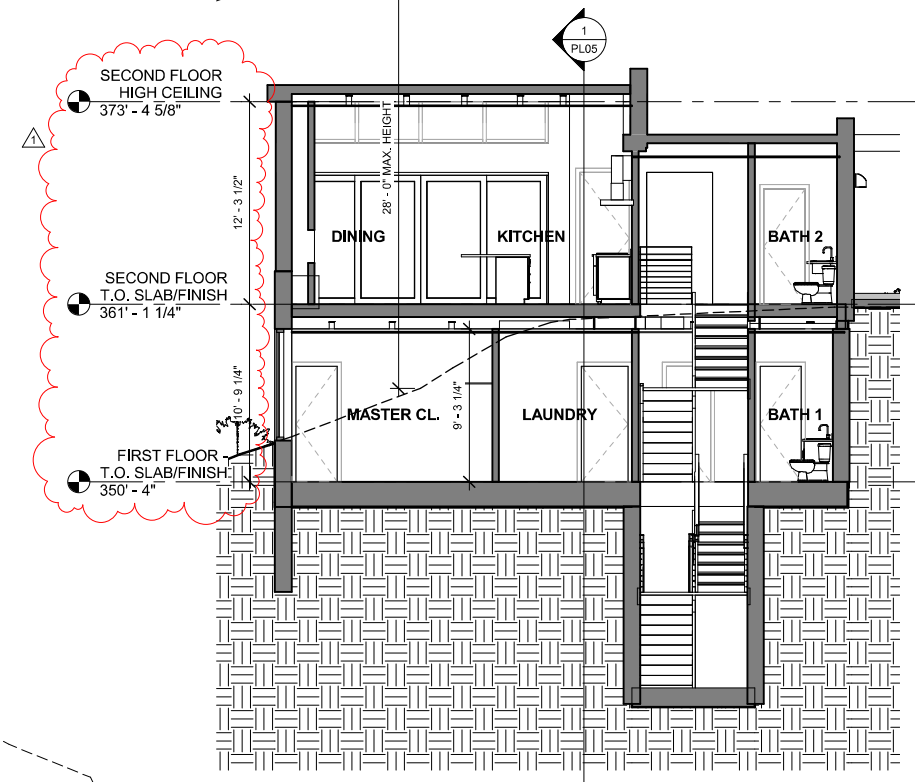 1
PL05
SECOND FLOOR
HIGH CEILING
373' - 4 5/8"
1
28' - 0" MAX. HEIGHT
12' - 3 1/2"
DINING
KITCHEN
BATH 2
SECOND FLOOR
T.O. SLAB/FINISH
361' - 1 1/4"
10' - 9 1/4"
9' - 3 1/4"
MASTER CL.
LAUNDRY
BATH 1
FIRST FLOOR
T.O. SLAB/FINISH
350' - 4"